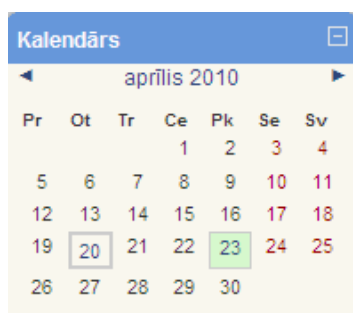 Kalendārs
aprīlis 2010
Pr Ot Tr Ce Pk Se Sv
1 2 3 4
5 6 7 8 9 10 11
12 13 14 15 16 17 18
19 20 21 22 23 24 25
26 27 28 29 30